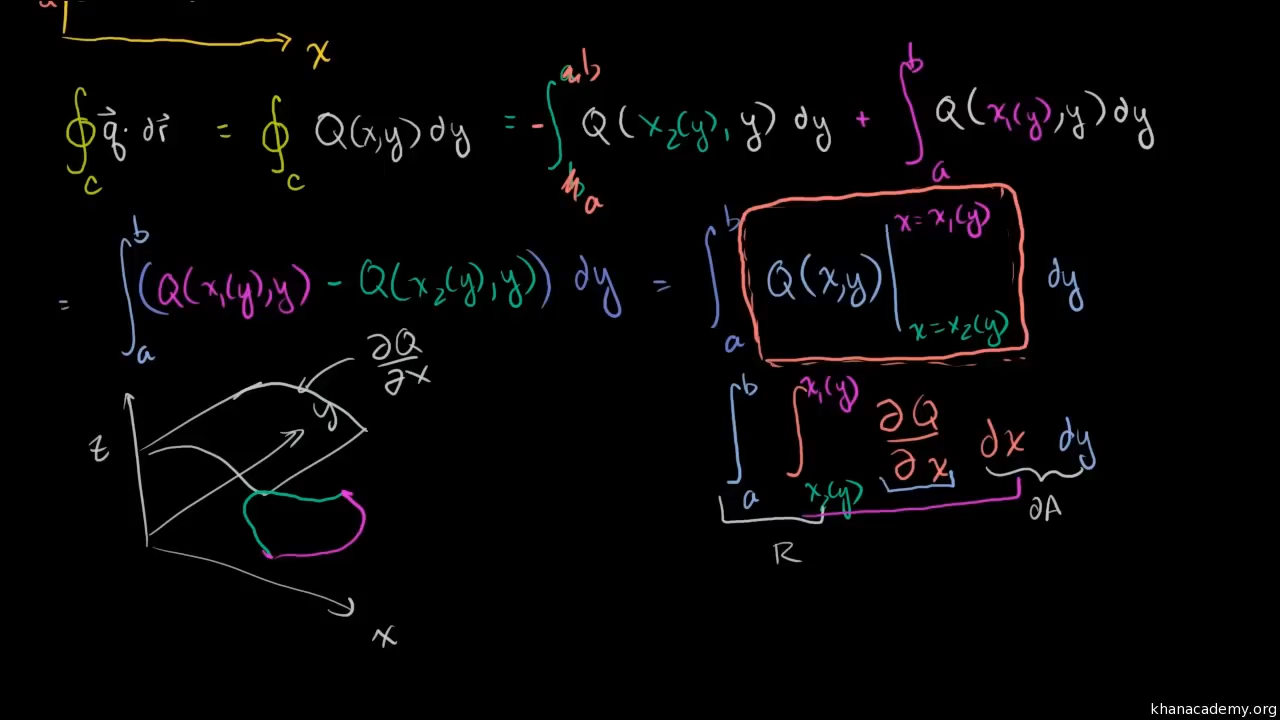 a
x
∮_C q⃗ · dr⃗ = ∮_C Q(x,y) dy = -∫_a^b Q(x₂(y), y) dy + ∫_a^b Q(x₁(y), y) dy
= ∫_a^b (Q(x₁(y), y) - Q(x₂(y), y)) dy = ∫_a^b Q(x,y) |_{x=x₂(y)}^{x=x₁(y)} dy
∂Q/∂x
y
z
x
∫_a^b ∫_{x₂(y)}^{x₁(y)} ∂Q/∂x dx dy
R
∂A
khanacademy.org